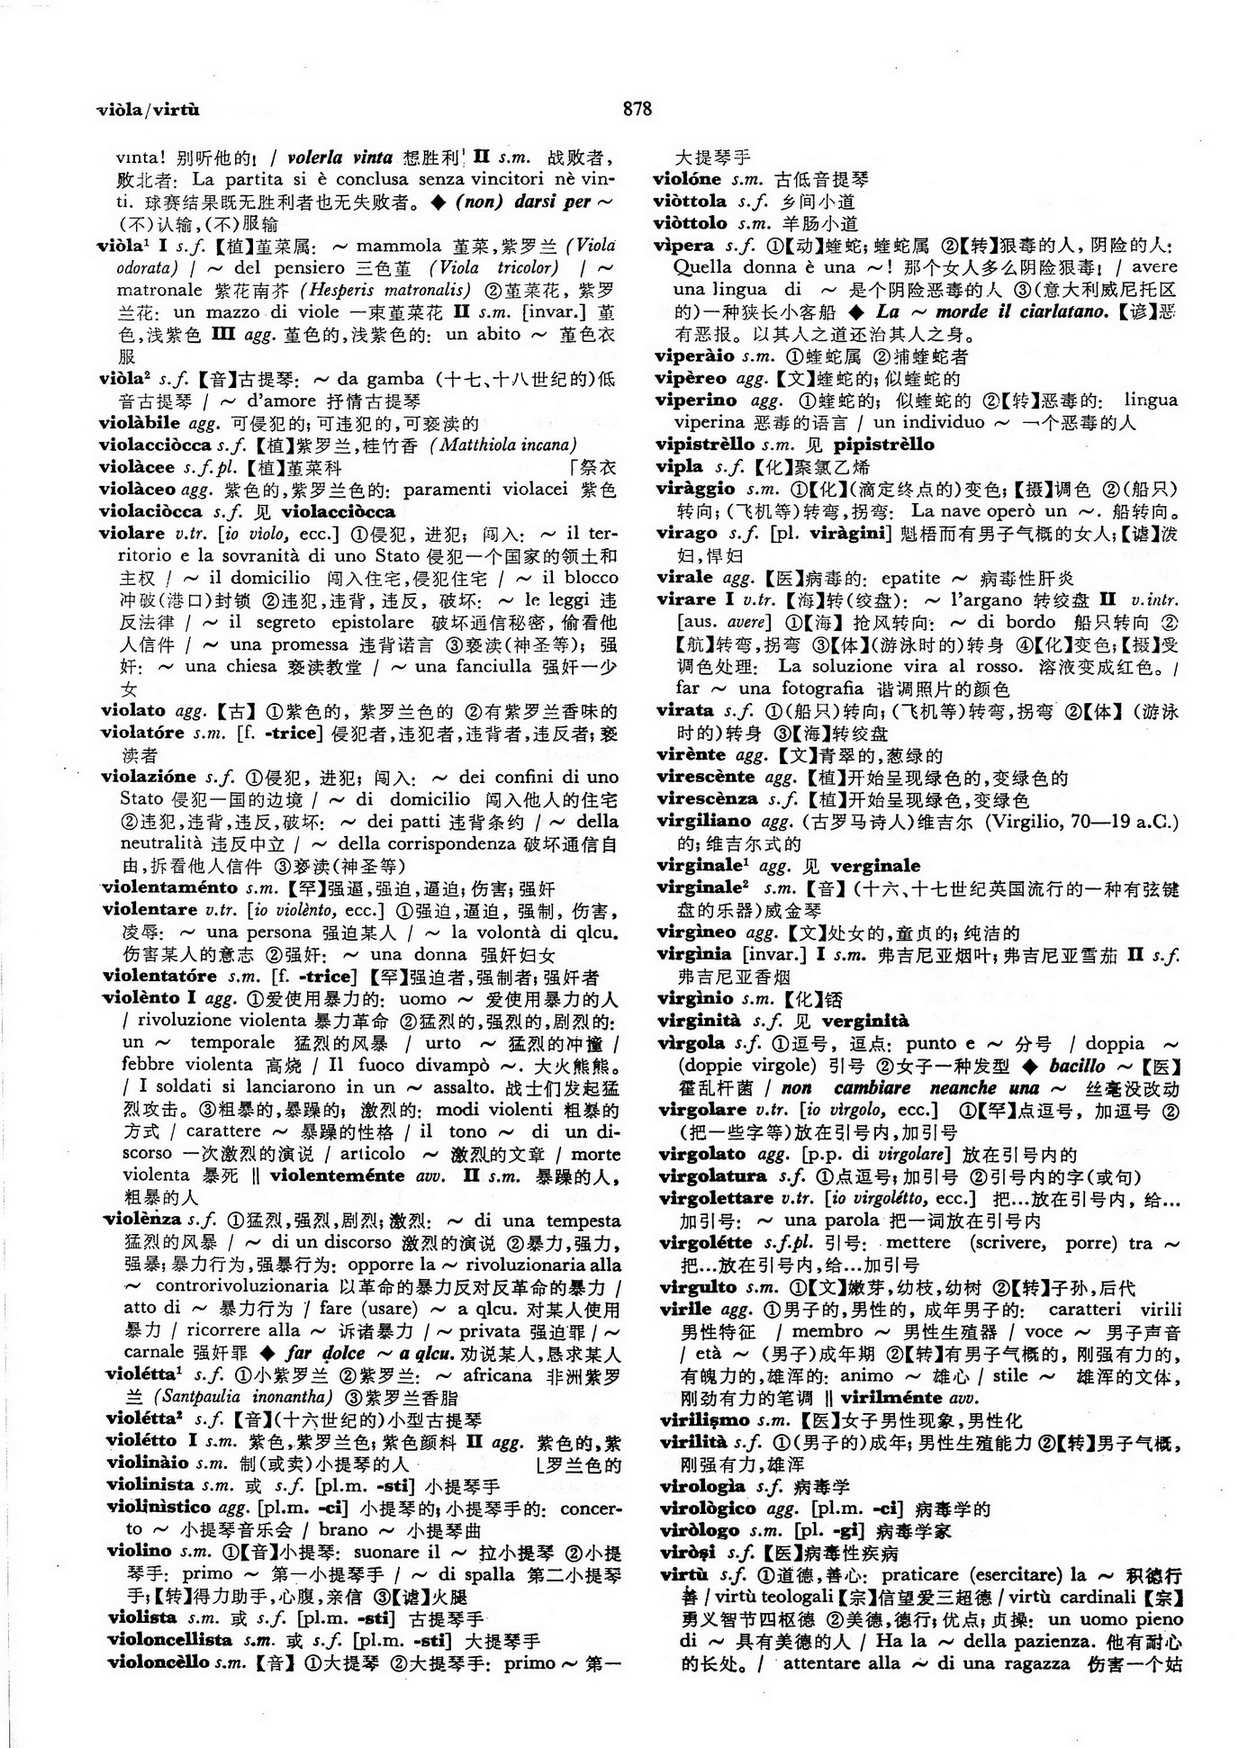 viòla/virtù
878
vinta! 别听他的! / volerla vinta 想胜利! II s.m. 战败者,
败北者: La partita si è conclusa senza vincitori nè vin-
ti. 球赛结果既无胜利者也无失败者。◆ (non) darsi per ~
(不)认输,(不)服输
viòla¹ I s.f.【植】堇菜属: ~ mammola 堇菜,紫罗兰 (Viola
odorata) / ~ del pensiero 三色堇 (Viola tricolor) / ~
matronale 紫花南芥 (Hesperis matronalis) ②堇菜花, 紫罗
兰花: un mazzo di viole 一束堇菜花 II s.m. [invar.] 堇
色,浅紫色 III agg. 堇色的,浅紫色的: un abito ~ 堇色衣
服
viòla² s.f.【音】古提琴: ~ da gamba (十七、十八世纪的)低
音古提琴 / ~ d'amore 抒情古提琴
violàbile agg. 可侵犯的;可违犯的,可亵渎的
violacciòcca s.f.【植】紫罗兰,桂竹香 (Matthiola incana)
violàcee s.f.pl.【植】堇菜科 「祭衣
violàceo agg. 紫色的,紫罗兰色的: paramenti violacei 紫色
violaciòcca s.f. 见 violacciòcca
violare v.tr. [io violo, ecc.] ①侵犯, 进犯; 闯入: ~ il ter-
ritorio e la sovranità di uno Stato 侵犯一个国家的领土和
主权 / ~ il domicilio 闯入住宅,侵犯住宅 / ~ il blocco
冲破(港口)封锁 ②违犯,违背, 违反, 破坏: ~ le leggi 违
反法律 / ~ il segreto epistolare 破坏通信秘密, 偷看他
人信件 / ~ una promessa 违背诺言 ③亵渎(神圣等); 强
奸: ~ una chiesa 亵渎教堂 / ~ una fanciulla 强奸一少
女
violato agg.【古】①紫色的, 紫罗兰色的 ②有紫罗兰香味的
violatóre s.m. [f. -trice] 侵犯者,违犯者,违背者,违反者; 亵
渎者
violazióne s.f. ①侵犯, 进犯; 闯入: ~ dei confini di uno
Stato 侵犯一国的边境 / ~ di domicilio 闯入他人的住宅
②违犯,违背,违反,破坏: ~ dei patti 违背条约 / ~ della
neutralità 违反中立 / ~ della corrispondenza 破坏通信自
由,拆看他人信件 ③亵渎(神圣等)
violentaménto s.m.【罕】强逼,强迫,逼迫; 伤害; 强奸
violentare v.tr. [io violènto, ecc.] ①强迫,逼迫, 强制, 伤害,
凌辱: ~ una persona 强迫某人 / ~ la volontà di qlcu.
伤害某人的意志 ②强奸: ~ una donna 强奸妇女
violentatóre s.m. [f. -trice]【罕】强迫者,强制者; 强奸者
violènto I agg. ①爱使用暴力的: uomo ~ 爱使用暴力的人
/ rivoluzione violenta 暴力革命 ②猛烈的,强烈的,剧烈的:
un ~ temporale 猛烈的风暴 / urto ~ 猛烈的冲撞 /
febbre violenta 高烧 / Il fuoco divampò ~. 大火熊熊。
/ I soldati si lanciarono in un ~ assalto. 战士们发起猛
烈攻击。③粗暴的,暴躁的; 激烈的: modi violenti 粗暴的
方式 / carattere ~ 暴躁的性格 / il tono ~ di un di-
scorso 一次激烈的演说 / articolo ~ 激烈的文章 / morte
violenta 暴死 ‖ violenteménte avv. II s.m. 暴躁的人,
粗暴的人
violènza s.f. ①猛烈,强烈,剧烈; 激烈: ~ di una tempesta
猛烈的风暴 / ~ di un discorso 激烈的演说 ②暴力,强力,
强暴; 暴力行为,强暴行为: opporre la ~ rivoluzionaria alla
~ controrivoluzionaria 以革命的暴力反对反革命的暴力 /
atto di ~ 暴力行为 / fare (usare) ~ a qlcu. 对某人使用
暴力 / ricorrere alla ~ 诉诸暴力 / ~ privata 强迫罪 / ~
carnale 强奸罪 ◆ far dolce ~ a qlcu. 劝说某人,恳求某人
violétta¹ s.f. ①小紫罗兰 ②紫罗兰: ~ africana 非洲紫罗
兰 (Santpaulia inonantha) ③紫罗兰香脂
violétta² s.f.【音】(十六世纪的)小型古提琴
violétto I s.m. 紫色,紫罗兰色; 紫色颜料 II agg. 紫色的,紫
violinàio s.m. 制(或卖)小提琴的人 ⌊罗兰色的
violinista s.m. 或 s.f. [pl.m. -sti] 小提琴手
violinìstico agg. [pl.m. -ci] 小提琴的; 小提琴手的: concer-
to ~ 小提琴音乐会 / brano ~ 小提琴曲
violino s.m. ①【音】小提琴: suonare il ~ 拉小提琴 ②小提
琴手: primo ~ 第一小提琴手 / ~ di spalla 第二小提琴
手;【转】得力助手,心腹,亲信 ③【谑】火腿
violista s.m. 或 s.f. [pl.m. -sti] 古提琴手
violoncellista s.m. 或 s.f. [pl.m. -sti] 大提琴手
violoncèllo s.m.【音】①大提琴 ②大提琴手: primo ~ 第一
大提琴手
violóne s.m. 古低音提琴
viòttola s.f. 乡间小道
viòttolo s.m. 羊肠小道
vìpera s.f. ①【动】蝰蛇; 蝰蛇属 ②【转】狠毒的人, 阴险的人:
Quella donna è una ~! 那个女人多么阴险狠毒! / avere
una lingua di ~ 是个阴险恶毒的人 ③(意大利威尼托区
的)一种狭长小客船 ◆ La ~ morde il ciarlatano.【谚】恶
有恶报。以其人之道还治其人之身。
viperàio s.m. ①蝰蛇属 ②捕蝰蛇者
vipèreo agg.【文】蝰蛇的; 似蝰蛇的
viperino agg. ①蝰蛇的; 似蝰蛇的 ②【转】恶毒的: lingua
viperina 恶毒的语言 / un individuo ~ 一个恶毒的人
vipistrèllo s.m. 见 pipistrèllo
vipla s.f.【化】聚氯乙烯
viràggio s.m. ①【化】(滴定终点的)变色;【摄】调色 ②(船只)
转向; (飞机等)转弯,拐弯: La nave operò un ~. 船转向。
virago s.f. [pl. viràgini] 魁梧而有男子气概的女人;【谑】泼
妇,悍妇
virale agg.【医】病毒的: epatite ~ 病毒性肝炎
virare I v.tr.【海】转(绞盘): ~ l'argano 转绞盘 II v.intr.
[aus. avere] ①【海】抢风转向: ~ di bordo 船只转向 ②
【航】转弯,拐弯 ③【体】(游泳时的)转身 ④【化】变色;【摄】受
调色处理: La soluzione vira al rosso. 溶液变成红色。/
far ~ una fotografia 谐调照片的颜色
virata s.f. ①(船只)转向; (飞机等)转弯,拐弯 ②【体】(游泳
时的)转身 ③【海】转绞盘
virènte agg.【文】青翠的,葱绿的
virescènte agg.【植】开始呈现绿色的,变绿色的
virescènza s.f.【植】开始呈现绿色,变绿色
virgiliano agg. (古罗马诗人)维吉尔 (Virgilio, 70—19 a.C.)
的; 维吉尔式的
virginale¹ agg. 见 verginale
virginale² s.m.【音】(十六、十七世纪英国流行的一种有弦键
盘的乐器)威金琴
virgìneo agg.【文】处女的,童贞的; 纯洁的
virgìnia [invar.] I s.m. 弗吉尼亚烟叶; 弗吉尼亚雪茄 II s.f.
弗吉尼亚香烟
virgìnio s.m.【化】
virginità s.f. 见 verginità
vìrgola s.f. ①逗号, 逗点: punto e ~ 分号 / doppia ~
(doppie virgole) 引号 ②女子一种发型 ◆ bacillo ~【医】
霍乱杆菌 / non cambiare neanche una ~ 丝毫没改动
virgolare v.tr. [io vìrgolo, ecc.] ①【罕】点逗号, 加逗号 ②
(把一些字等)放在引号内,加引号
virgolato agg. [p.p. di virgolare] 放在引号内的
virgolatura s.f. ①点逗号; 加引号 ②引号内的字(或句)
virgolettare v.tr. [io virgolétto, ecc.] 把…放在引号内, 给…
加引号: ~ una parola 把一词放在引号内
virgolétte s.f.pl. 引号: mettere (scrivere, porre) tra ~
把…放在引号内,给…加引号
virgulto s.m. ①【文】嫩芽,幼枝,幼树 ②【转】子孙,后代
virile agg. ①男子的,男性的, 成年男子的: caratteri virili
男性特征 / membro ~ 男性生殖器 / voce ~ 男子声音
/ età ~ (男子)成年期 ②【转】有男子气概的, 刚强有力的,
有魄力的,雄浑的: animo ~ 雄心 / stile ~ 雄浑的文体,
刚劲有力的笔调 ‖ virilménte avv.
virilismo s.m.【医】女子男性现象,男性化
virilità s.f. ①(男子的)成年; 男性生殖能力 ②【转】男子气概,
刚强有力,雄浑
virologìa s.f. 病毒学
virològico agg. [pl.m. -ci] 病毒学的
viròlogo s.m. [pl. -gi] 病毒学家
viròsi s.f.【医】病毒性疾病
virtù s.f. ①道德,善心: praticare (esercitare) la ~ 积德行
善 / virtù teologali【宗】信望爱三超德 / virtù cardinali【宗】
勇义智节四枢德 ②美德,德行; 优点; 贞操: un uomo pieno
di ~ 具有美德的人 / Ha la ~ della pazienza. 他有耐心
的长处。/ attentare alla ~ di una ragazza 伤害一个姑